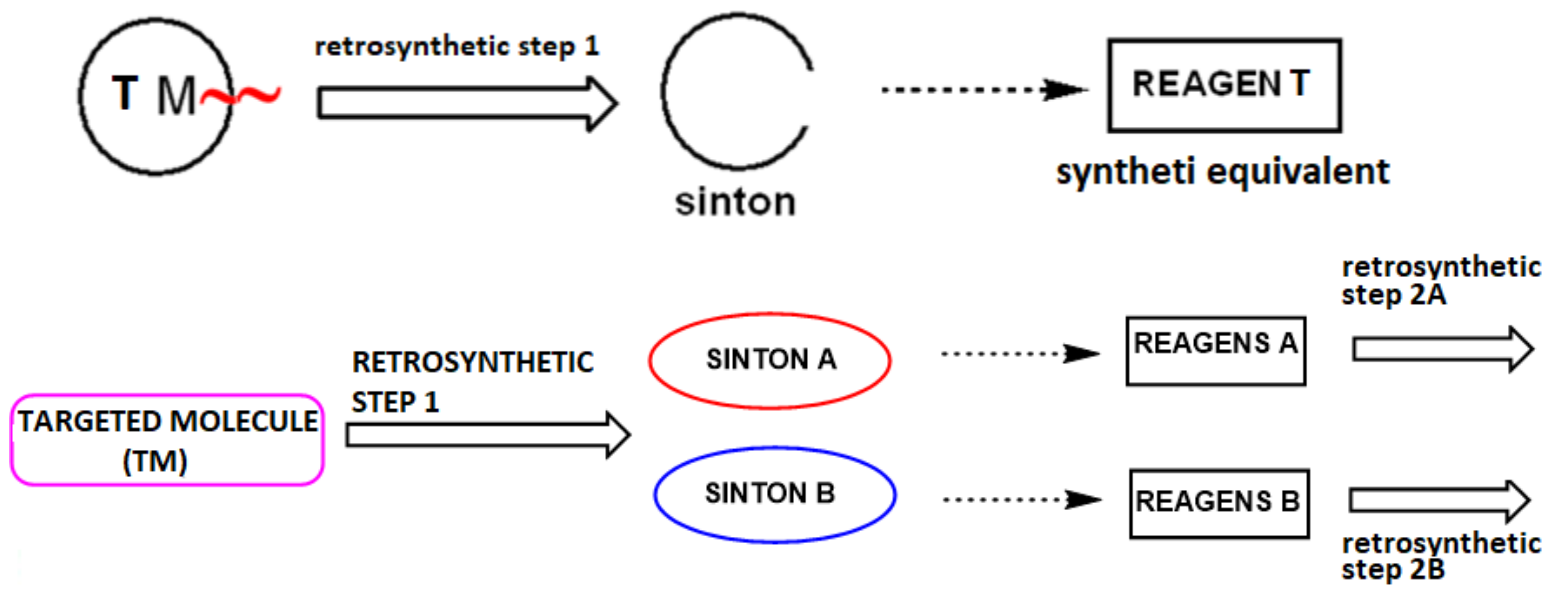 retrosynthetic step 1
T M
REAGEN T
syntheti equivalent
sinton
retrosynthetic
step 2A
RETROSYNTHETIC
STEP 1
SINTON A
REAGENS A
TARGETED MOLECULE
(TM)
SINTON B
REAGENS B
retrosynthetic
step 2B